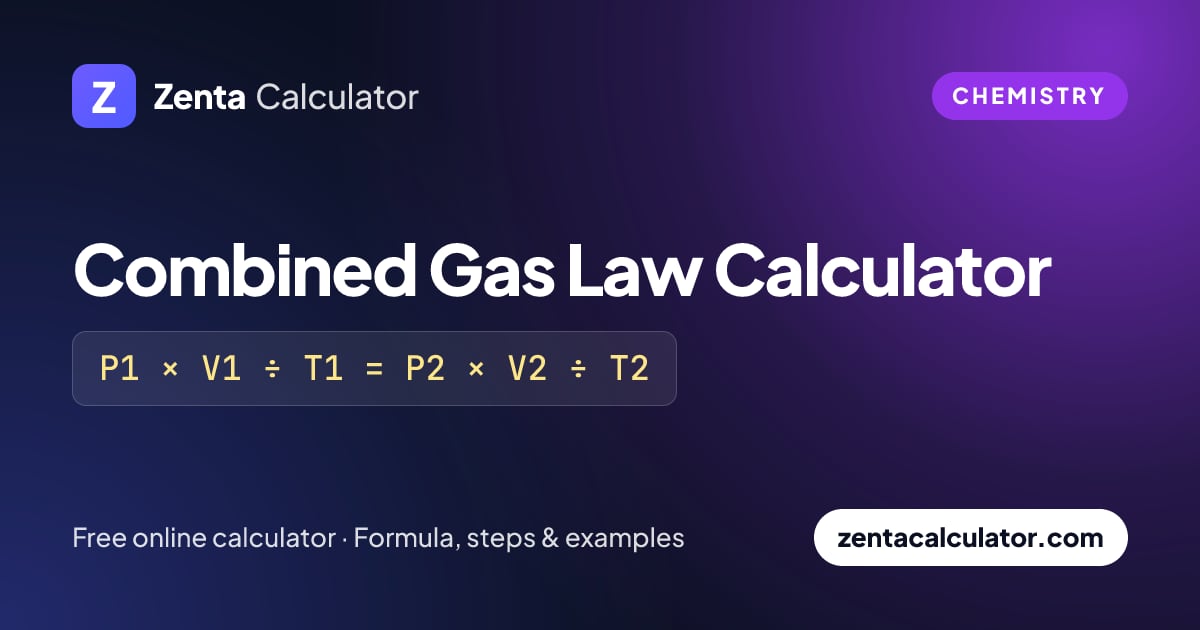 Z
Zenta Calculator
CHEMISTRY
Combined Gas Law Calculator
P1 × V1 ÷ T1 = P2 × V2 ÷ T2
Free online calculator · Formula, steps & examples
zentacalculator.com